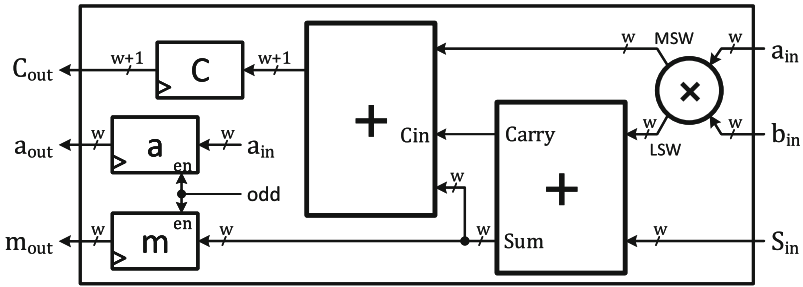 w MSW w
C_out w+1 C w+1 + a_in
×
a_out w a w a_in Cin Carry w w b_in
en LSW
odd w +
en
m_out w m w w Sum w S_in